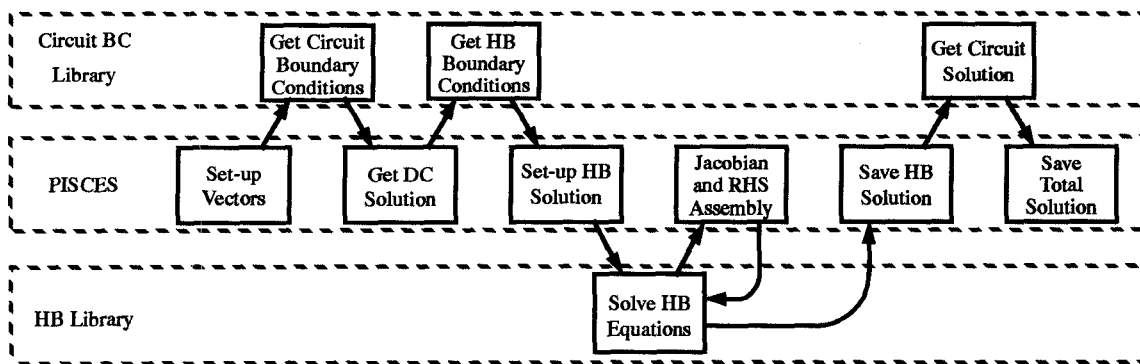 Circuit BC
Library
Get Circuit
Boundary
Conditions
Get HB
Boundary
Conditions
Get Circuit
Solution
PISCES
Set-up
Vectors
Get DC
Solution
Set-up HB
Solution
Jacobian
and RHS
Assembly
Save HB
Solution
Save
Total
Solution
HB Library
Solve HB
Equations